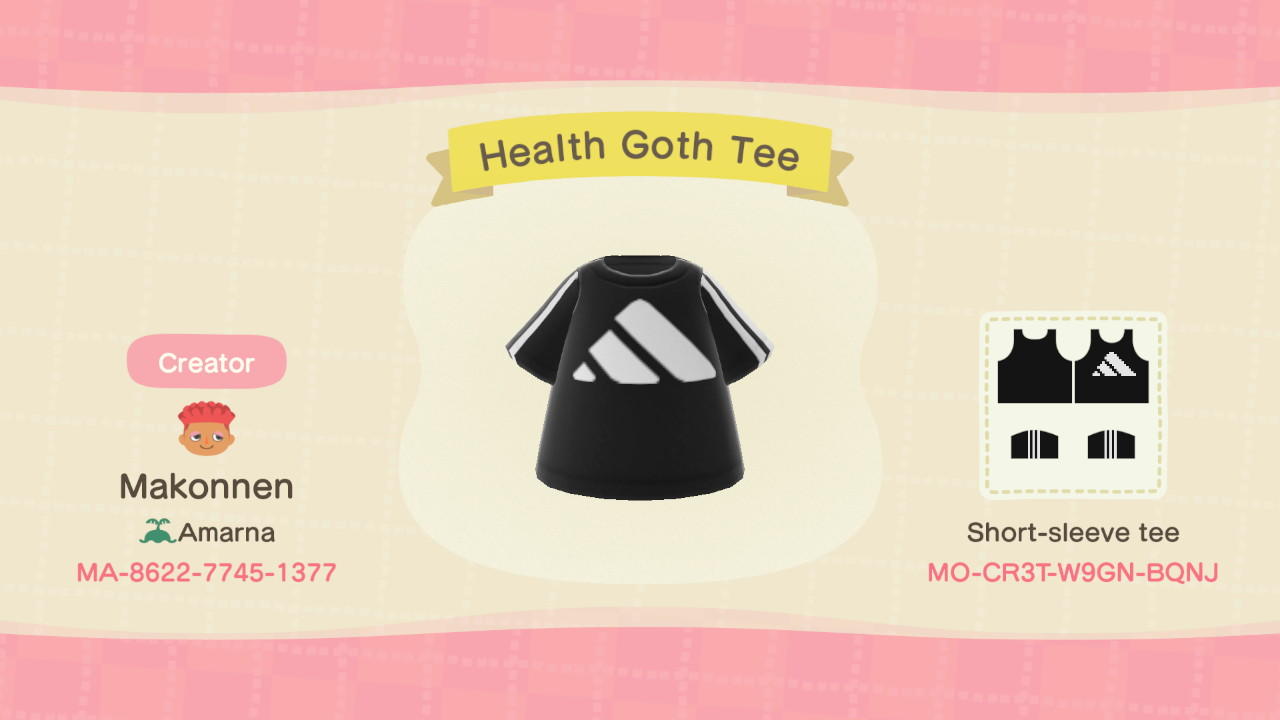 Health Goth Tee
Creator
Makonnen
Amarna
MA-8622-7745-1377
Short-sleeve tee
MO-CR3T-W9GN-BQNJ